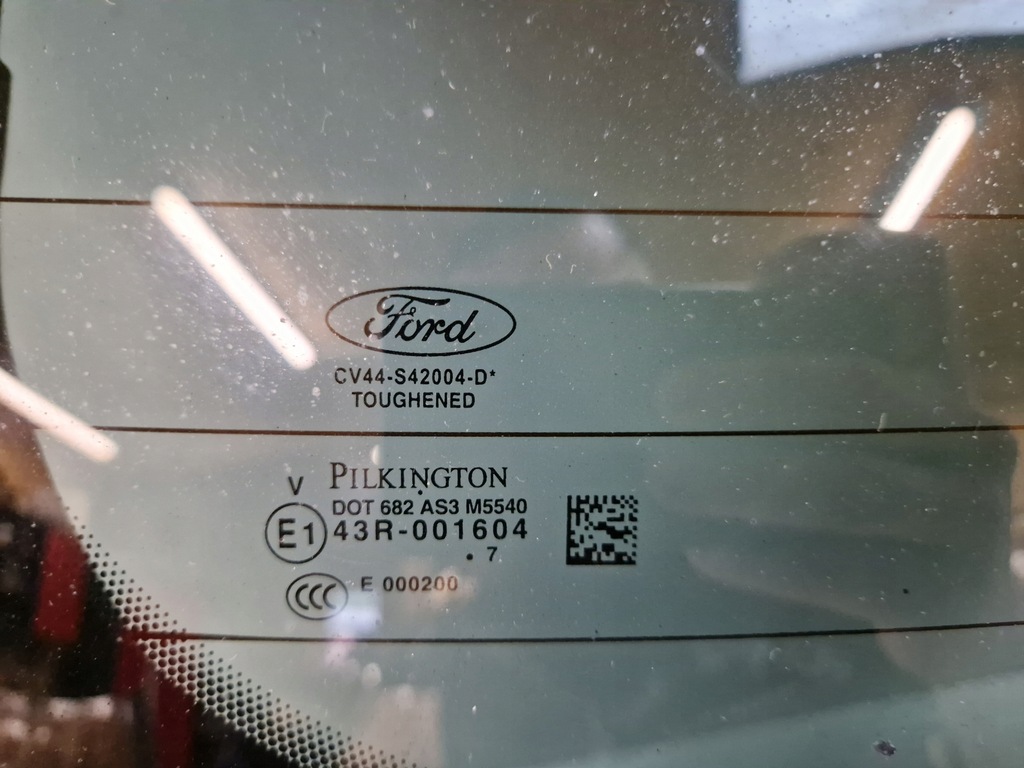 Ford
CV44-S42004-D*
TOUGHENED
V PILKINGTON
DOT 682 AS3 M5540
E1 43R-001604
. 7
CCC E 000200